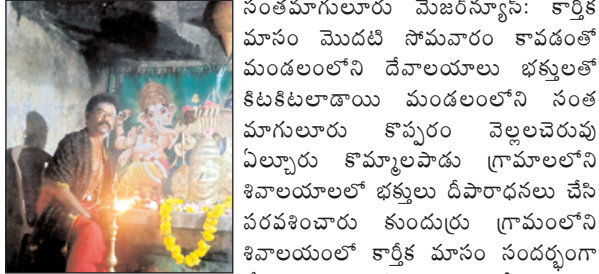 సంతమాగులూరు మేజర్‌న్యూస్: కార్తీక
మాసం మొదటి సోమవారం కావడంతో
మండలంలోని దేవాలయాలు భక్తులతో
కిటకిటలాడాయి మండలంలోని సంత
మాగులూరు కొప్పరం వెల్లలచెరువు
ఏల్చూరు కొమ్మాలపాడు గ్రామాలలోని
శివాలయాలలో భక్తులు దీపారాధనలు చేసి
పరవశించారు కుందుర్రు గ్రామంలోని
శివాలయంలో కార్తీక మాసం సందర్భంగా